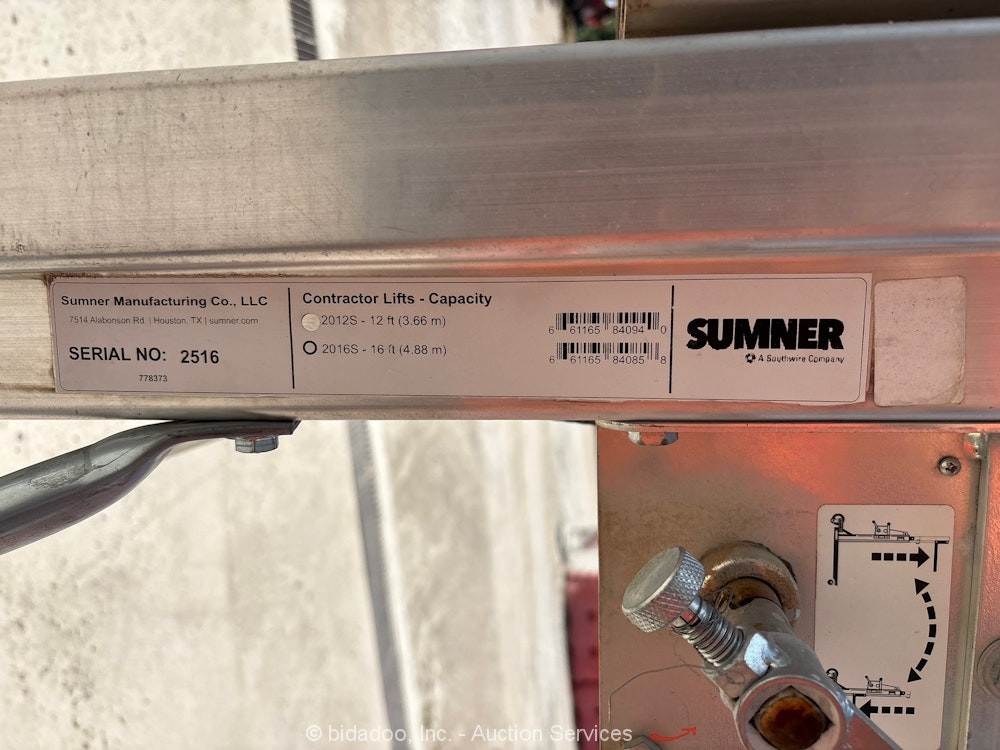 Sumner Manufacturing Co., LLC
7514 Alabonson Rd. | Houston, TX | sumner.com
SERIAL NO: 2516
778373
Contractor Lifts - Capacity
2012S - 12 ft (3.66 m)
2016S - 16 ft (4.88 m)
6 61165 84094 0
6 61165 84085 8
SUMNER
A Southwire Company
© bidadoo, Inc. - Auction Services